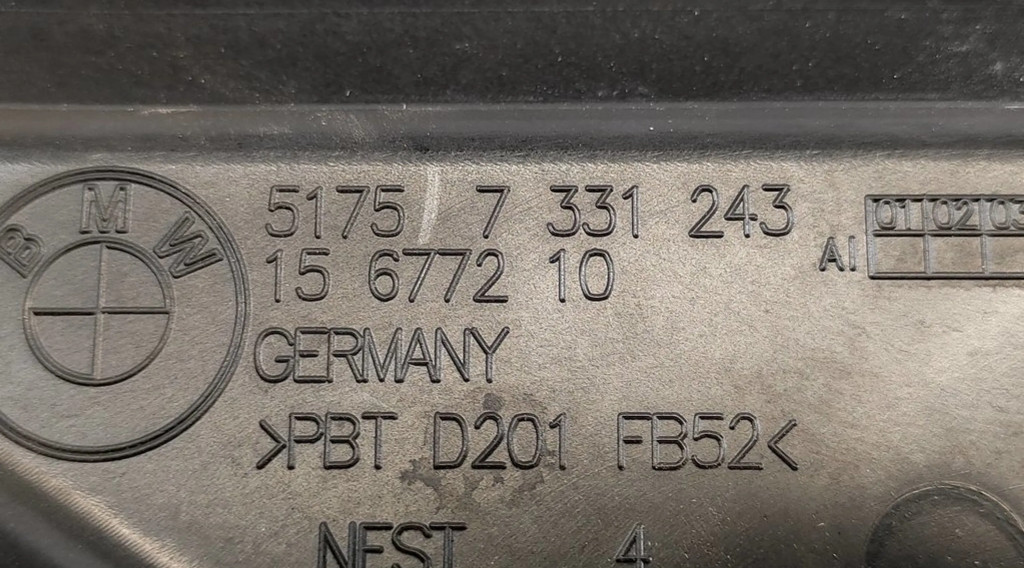 BMW
5175 7 331 243
15 6772 10
GERMANY
>PBT D201 FB52<
NEST 4
AI 01 02 03